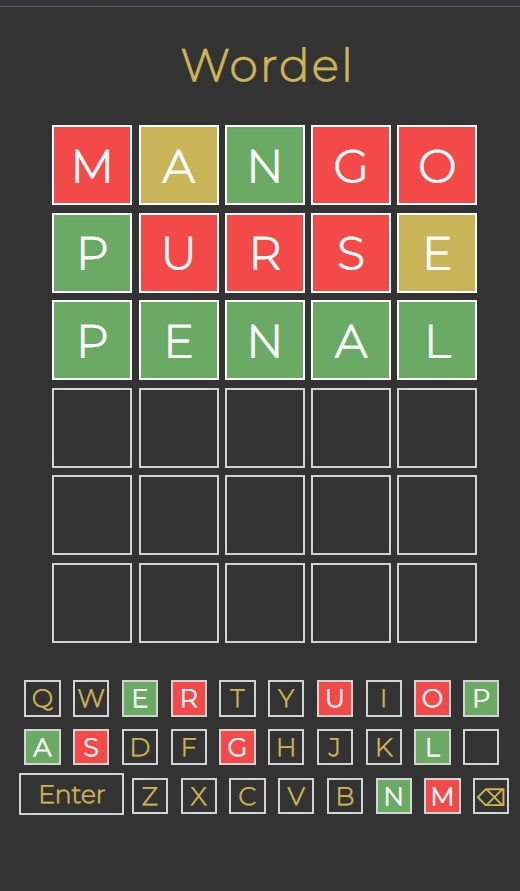 Wordel
M A N G O
P U R S E
P E N A L
Q W E R T Y U I O P
A S D F G H J K L
Enter Z X C V B N M ⌫